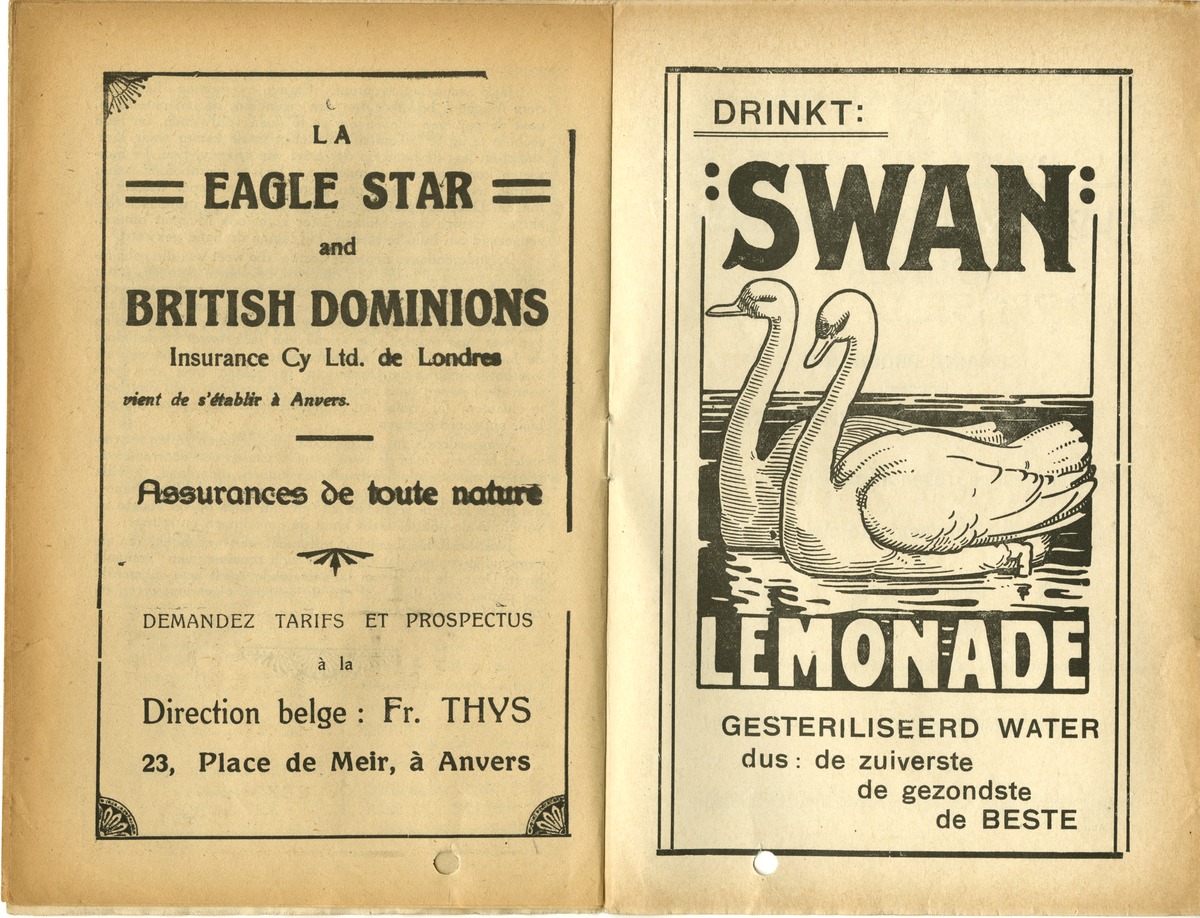 LA
EAGLE STAR
and
BRITISH DOMINIONS
Insurance Cy Ltd. de Londres
vient de s'établir à Anvers.
Assurances de toute nature
DEMANDEZ TARIFS ET PROSPECTUS
à la
Direction belge : Fr. THYS
23, Place de Meir, à Anvers
DRINKT:
:SWAN:
LEMONADE
GESTERILISEERD WATER
dus : de zuiverste
de gezondste
de BESTE